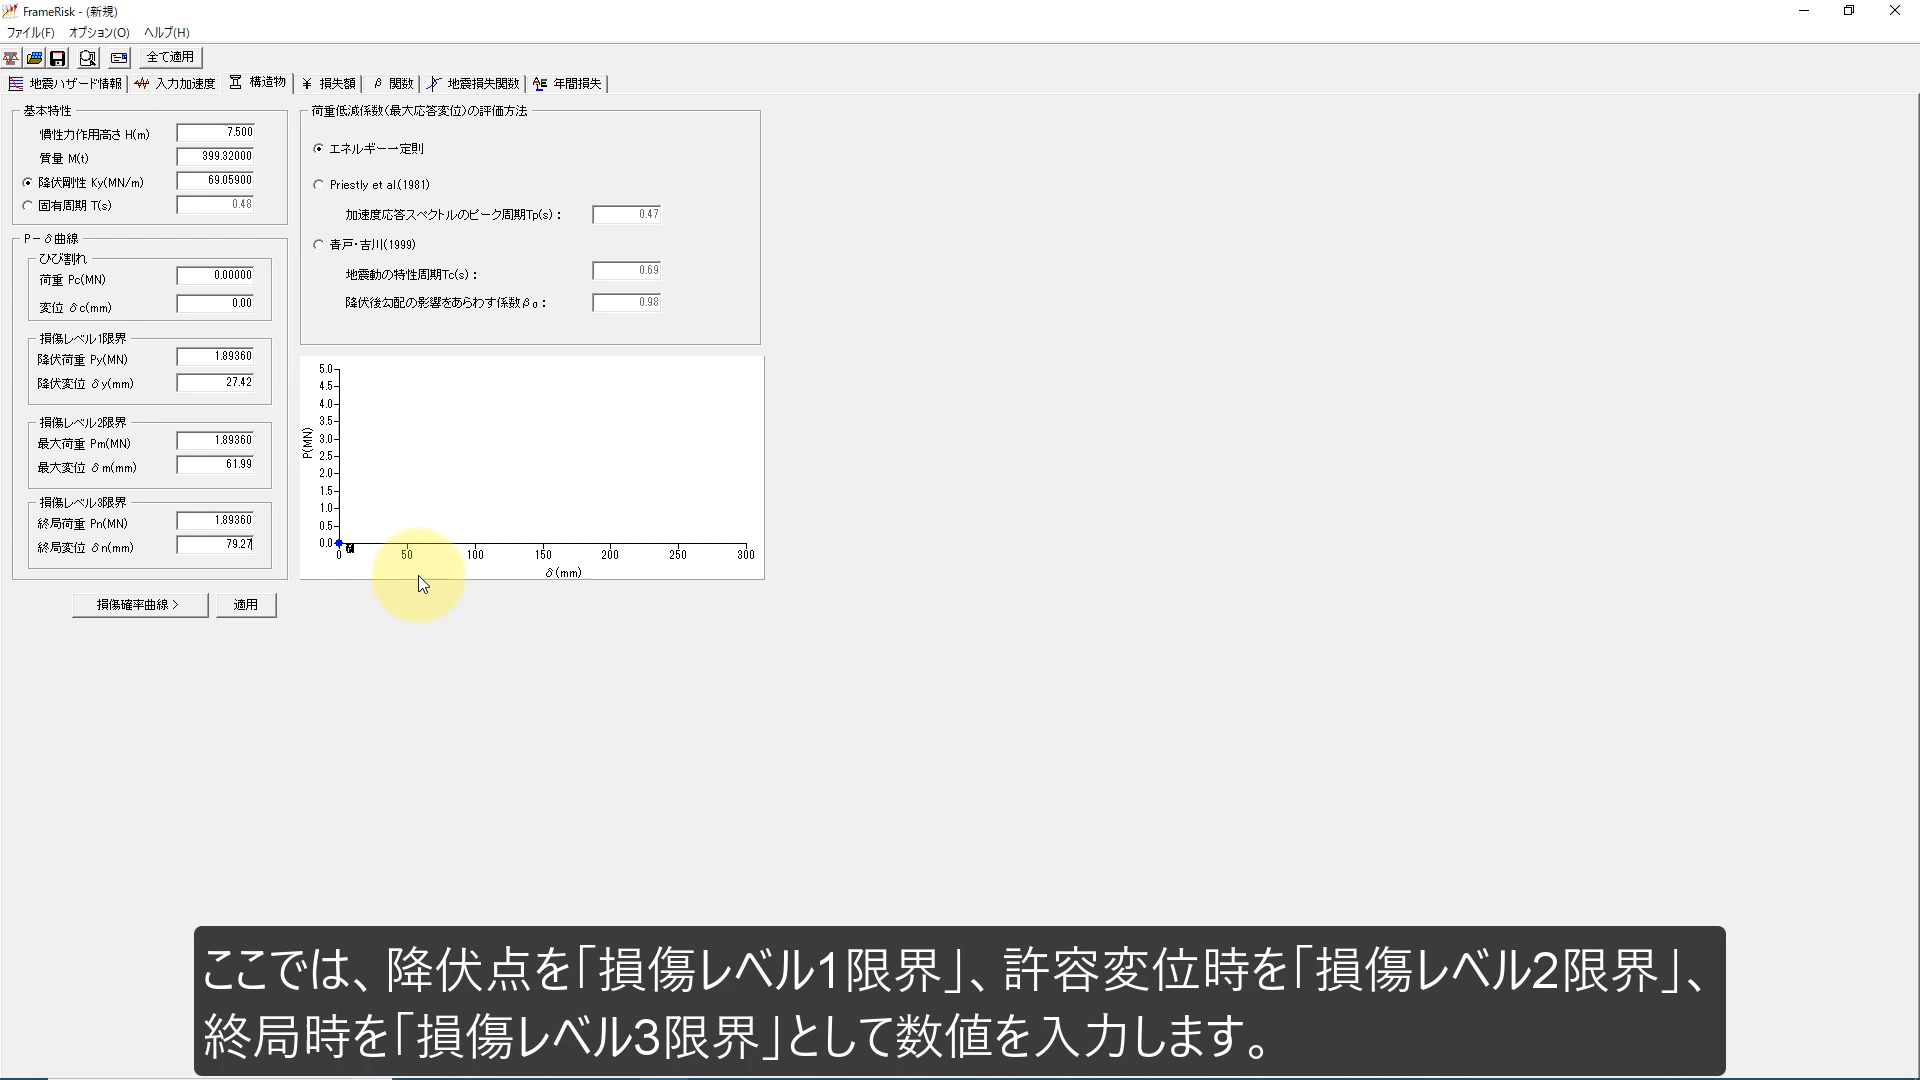 FrameRisk - (新規)
ファイル(F) オプション(O) ヘルプ(H)
全て適用
地震ハザード情報 入力加速度 構造物 ¥ 損失額 β 関数 地震損失関数 年間損失
基本特性
慣性力作用高さ H(m) 7.500
質量 M(t) 399.32000
降伏剛性 Ky(MN/m) 69.05900
固有周期 T(s) 0.48
P－δ曲線
ひび割れ
荷重 Pc(MN) 0.00000
変位 δc(mm) 0.00
損傷レベル1限界
降伏荷重 Py(MN) 1.89360
降伏変位 δy(mm) 27.42
損傷レベル2限界
最大荷重 Pm(MN) 1.89360
最大変位 δm(mm) 61.99
損傷レベル3限界
終局荷重 Pn(MN) 1.89360
終局変位 δn(mm) 79.27
損傷確率曲線 > 適用
荷重低減係数(最大応答変位)の評価方法
エネルギー一定則
Priestly et al.(1981)
加速度応答スペクトルのピーク周期Tp(s)： 0.47
青戸・吉川(1999)
地震動の特性周期Tc(s)： 0.69
降伏後勾配の影響をあらわす係数β0： 0.98
P(MN)
5.0
4.5
4.0
3.5
3.0
2.5
2.0
1.5
1.0
0.5
0.0
0 50 100 150 200 250 300
δ(mm)
ここでは、降伏点を「損傷レベル1限界」、許容変位時を「損傷レベル2限界」、
終局時を「損傷レベル3限界」として数値を入力します。